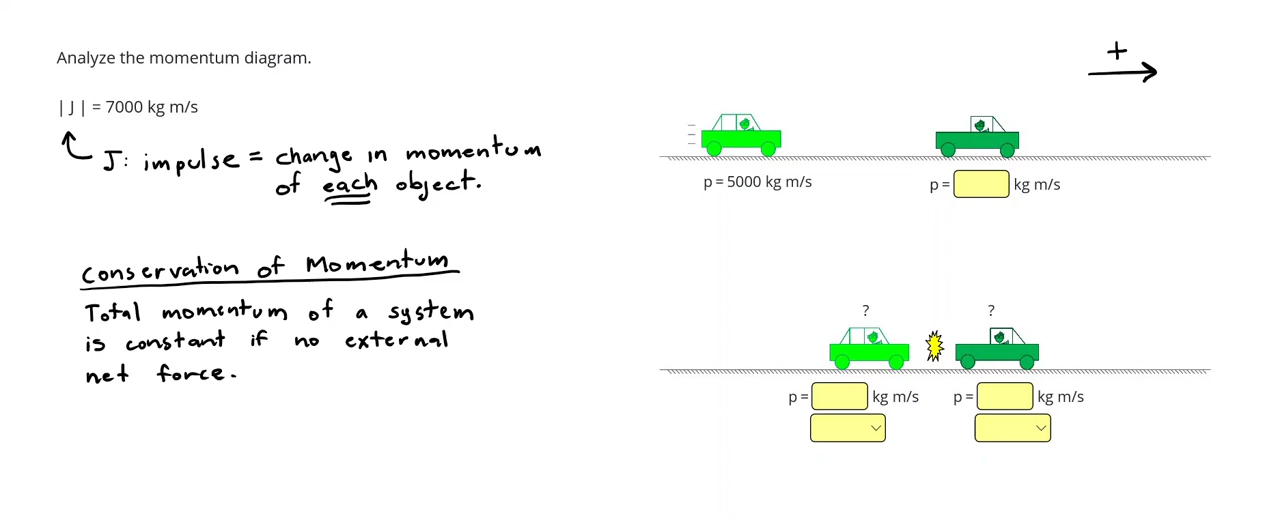 Analyze the momentum diagram.
| J | = 7000 kg m/s
J: impulse = change in momentum
of each object.
Conservation of Momentum
Total momentum of a system
is constant if no external
net force.
+
p = 5000 kg m/s
p = kg m/s
? ?
p = kg m/s p = kg m/s